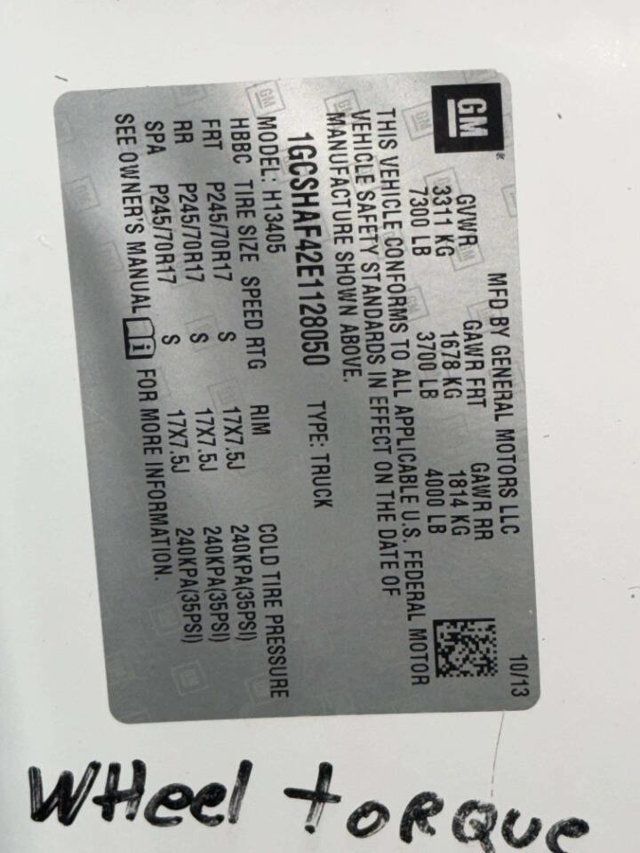 GM
MFD BY GENERAL MOTORS LLC
10/13
GVWR GAWR FRT GAWR RR
3311 KG 1678 KG 1814 KG
7300 LB 3700 LB 4000 LB
THIS VEHICLE CONFORMS TO ALL APPLICABLE U.S. FEDERAL MOTOR
VEHICLE SAFETY STANDARDS IN EFFECT ON THE DATE OF
MANUFACTURE SHOWN ABOVE.
1GCSHAF42E1128050 TYPE: TRUCK
MODEL: H13405
HBBC TIRE SIZE SPEED RTG RIM COLD TIRE PRESSURE
FRT P245/70R17 S 17X7.5J 240KPA(35PSI)
RR P245/70R17 S 17X7.5J 240KPA(35PSI)
SPA P245/70R17 S 17X7.5J 240KPA(35PSI)
SEE OWNER'S MANUAL i FOR MORE INFORMATION.
WHeel toRQue